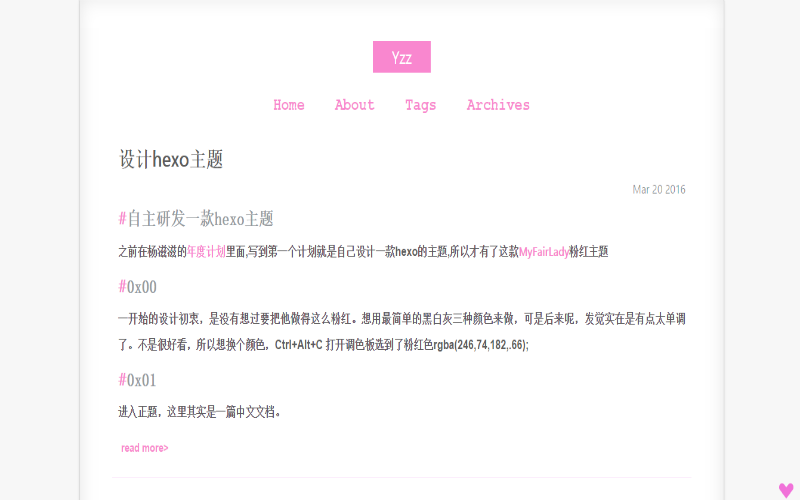 Yzz
Home About Tags Archives
设计hexo主题
Mar 20 2016
#自主研发一款hexo主题
之前在杨滋滋的年度计划里面,写到第一个计划就是自己设计一款hexo的主题,所以才有了这款MyFairLady粉红主题
#0x00
一开始的设计初衷，是没有想过要把他做得这么粉红。想用最简单的黑白灰三种颜色来做，可是后来呢，发觉实在是有点太单调
了。不是很好看，所以想换个颜色，Ctrl+Alt+C 打开调色板选到了粉红色rgba(246,74,182,.66);
#0x01
进入正题，这里其实是一篇中文文档。
read more>